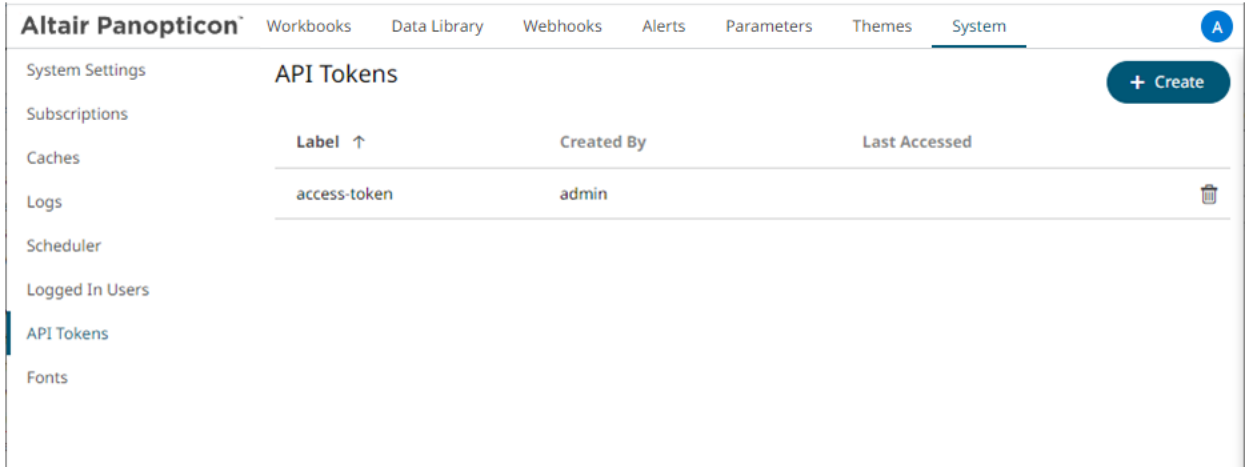 Altair Panopticon™ Workbooks Data Library Webhooks Alerts Parameters Themes System A
System Settings
Subscriptions
Caches
Logs
Scheduler
Logged In Users
API Tokens
Fonts
API Tokens
+ Create
Label ↑ Created By Last Accessed
access-token admin